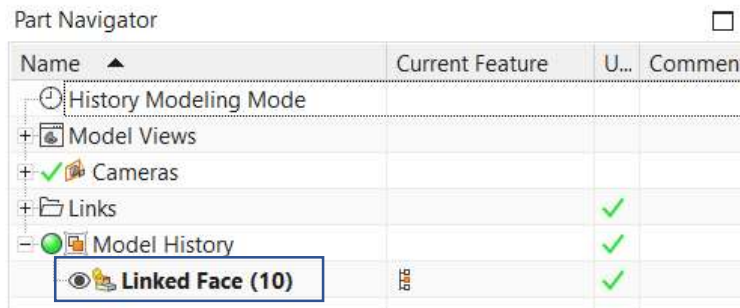 Part Navigator
Name Current Feature U... Commen
History Modeling Mode
Model Views
Cameras
Links
Model History
Linked Face (10)